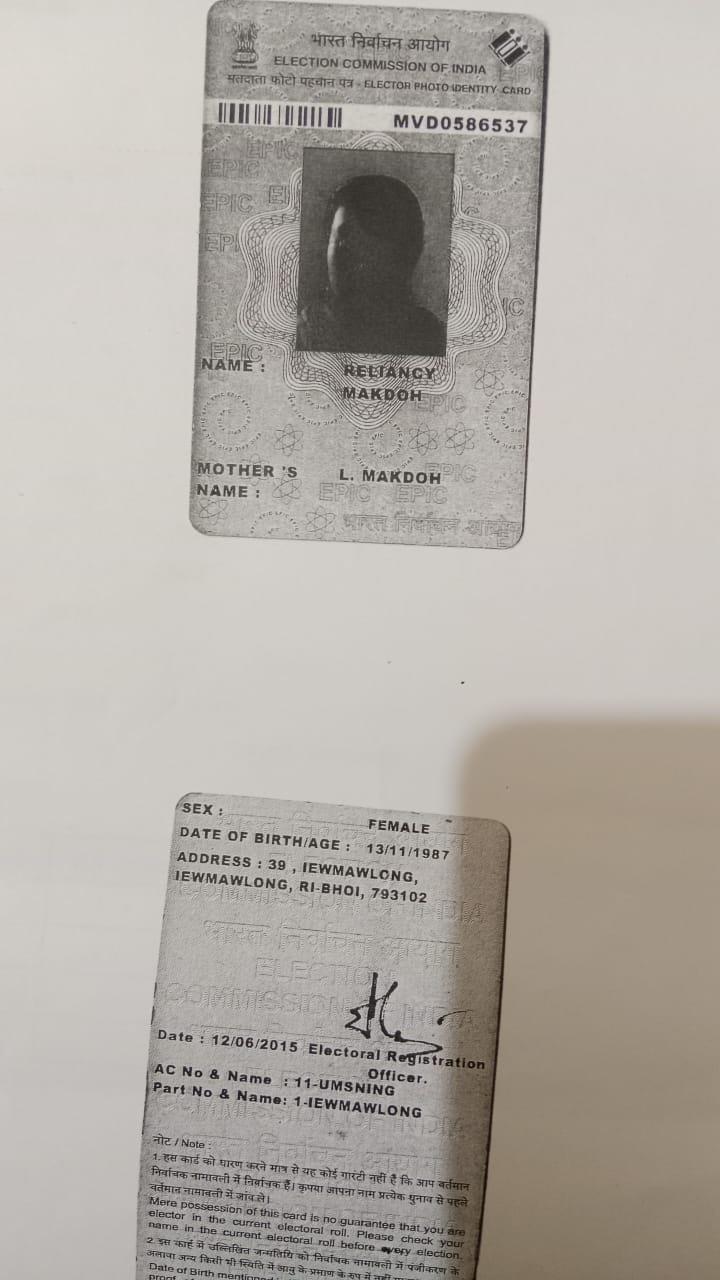 भारत निर्वाचन आयोग
ELECTION COMMISSION OF INDIA
मतदाता फोटो पहचान पत्र - ELECTOR PHOTO IDENTITY CARD
MVD0586537
NAME : RELIANCY
MAKDOH
MOTHER 'S L. MAKDOH
NAME :
SEX : FEMALE
DATE OF BIRTH/AGE : 13/11/1987
ADDRESS : 39 , IEWMAWLONG,
IEWMAWLONG, RI-BHOI, 793102
Date : 12/06/2015 Electoral Registration
Officer.
AC No & Name : 11-UMSNING
Part No & Name: 1-IEWMAWLONG
नोट / Note :
1. इस कार्ड को धारण करने मात्र से यह कोई गारंटी नहीं है कि आप वर्तमान
निर्वाचक नामावली में निर्वाचक हैं। कृपया आपना नाम प्रत्येक चुनाव से पहले
वर्तमान नामावली में जांच ले।
Mere possession of this card is no guarantee that you are
elector in the current electoral roll. Please check your
name in the current electoral roll before every election.
2. इस कार्ड में उल्लिखित जन्मतिथि को निर्वाचक नामावली में पंजीकरण के
अलावा अन्य किसी भी स्थिति में आयु के प्रमाण के रुप में नहीं
Date of Birth mentioned